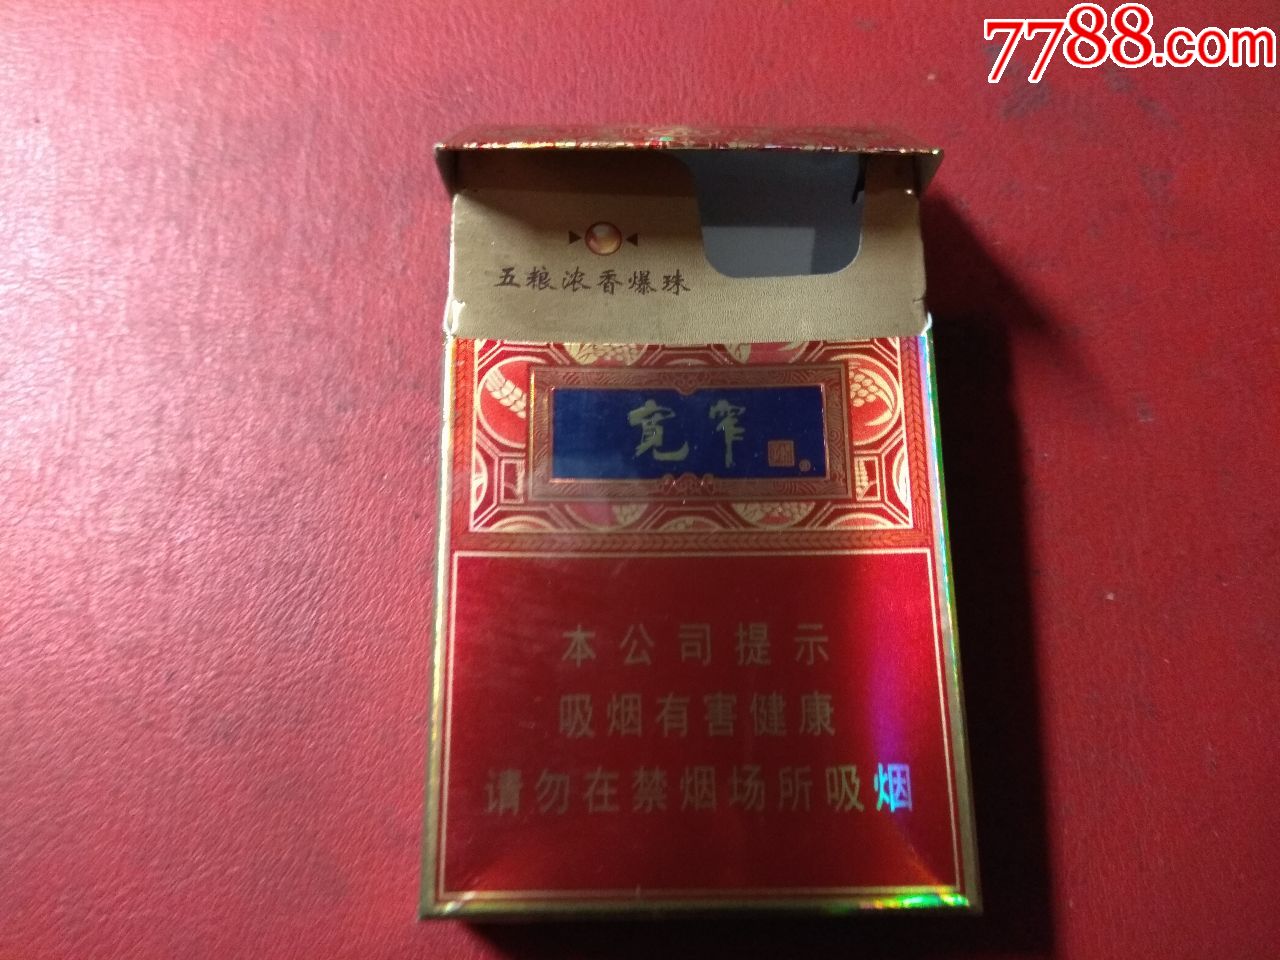 7788.com
五粮浓香爆珠
宽窄
本公司提示
吸烟有害健康
请勿在禁烟场所吸烟